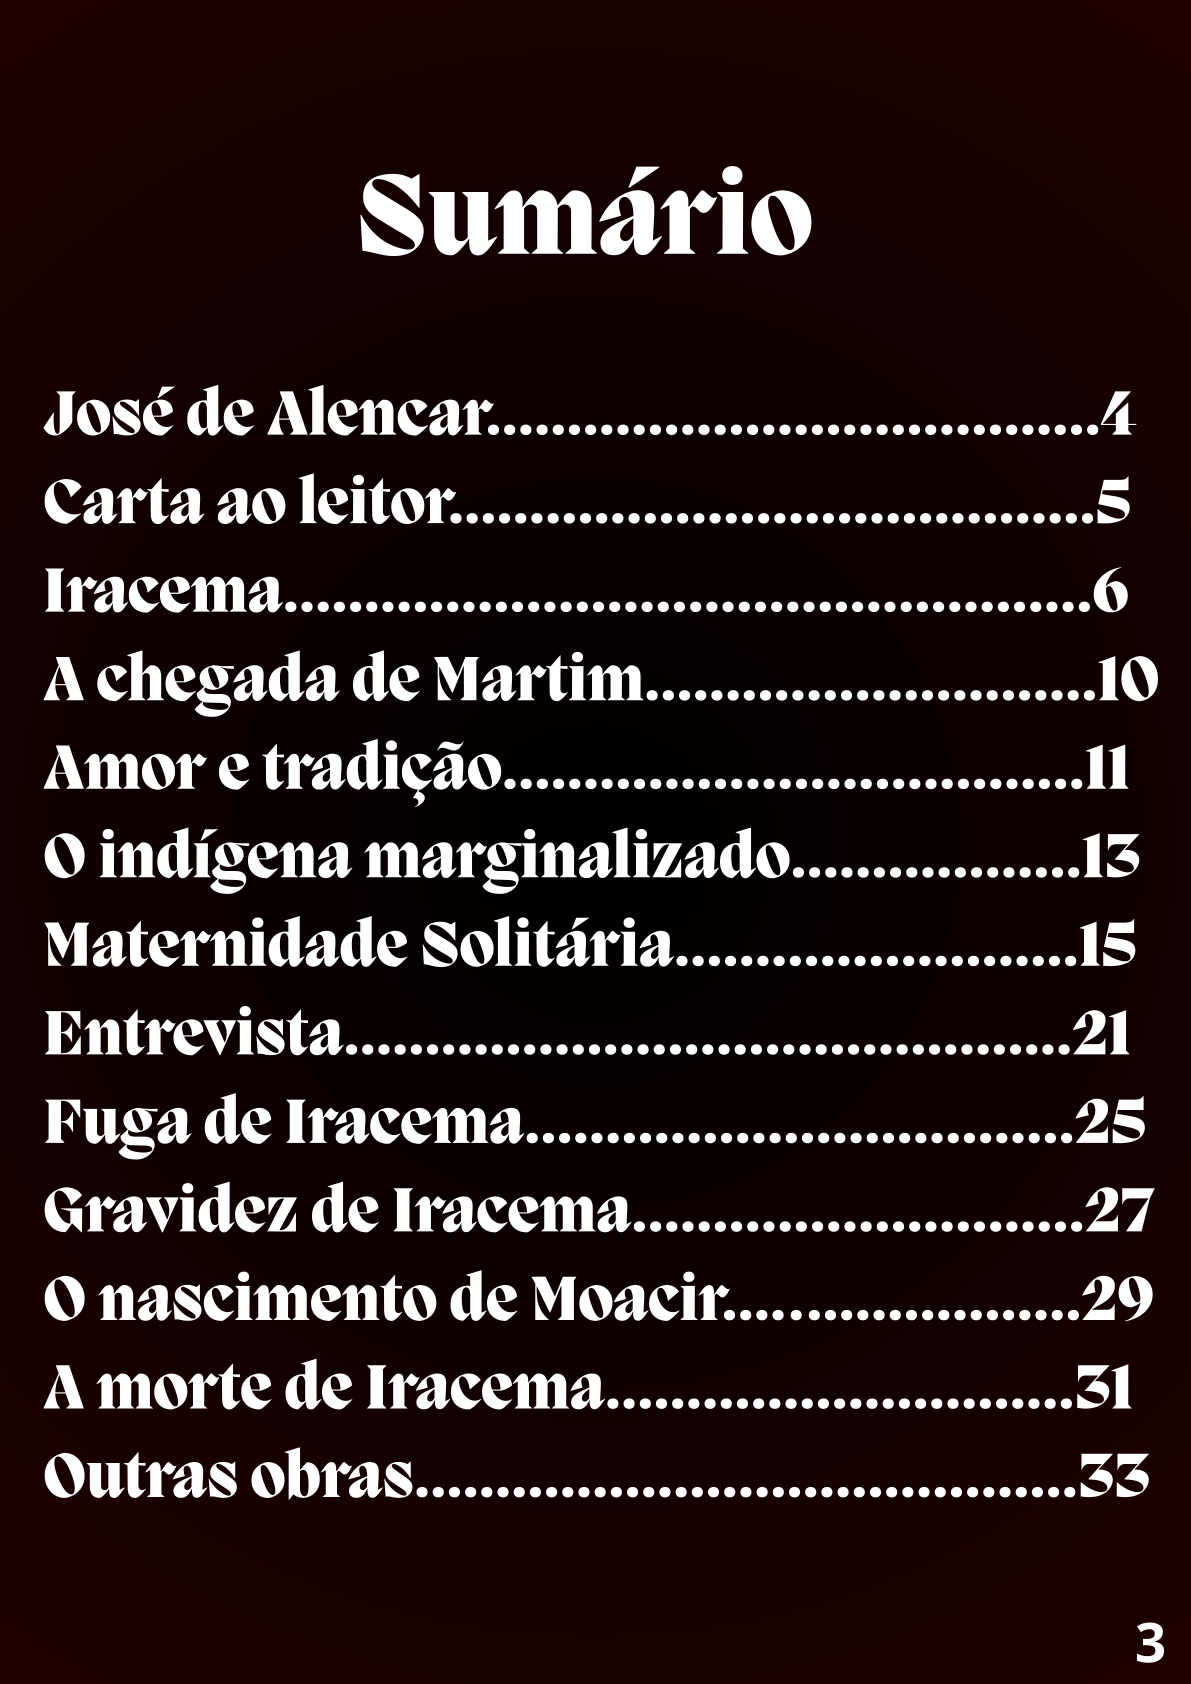 Sumário
José de Alencar......................................4
Carta ao leitor........................................5
Iracema..................................................6
A chegada de Martim............................10
Amor e tradição....................................11
O indígena marginalizado..................13
Maternidade Solitária.........................15
Entrevista.............................................21
Fuga de Iracema..................................25
Gravidez de Iracema............................27
O nascimento de Moacir......................29
A morte de Iracema.............................31
Outras obras.........................................33
3